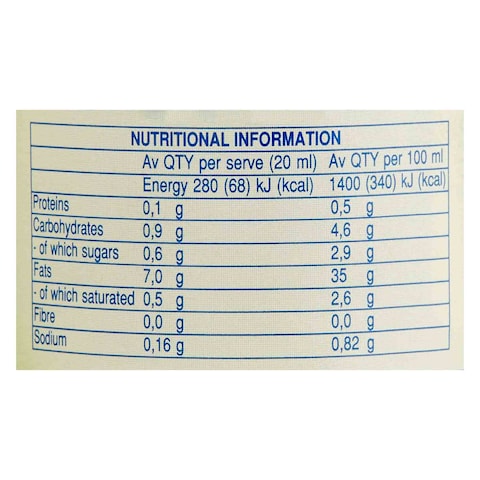 NUTRITIONAL INFORMATION
Av QTY per serve (20 ml) Av QTY per 100 ml
Energy 280 (68) kJ (kcal) 1400 (340) kJ (kcal)
Proteins 0,1 g 0,5 g
Carbohydrates 0,9 g 4,6 g
- of which sugars 0,6 g 2,9 g
Fats 7,0 g 35 g
- of which saturated 0,5 g 2,6 g
Fibre 0,0 g 0,0 g
Sodium 0,16 g 0,82 g